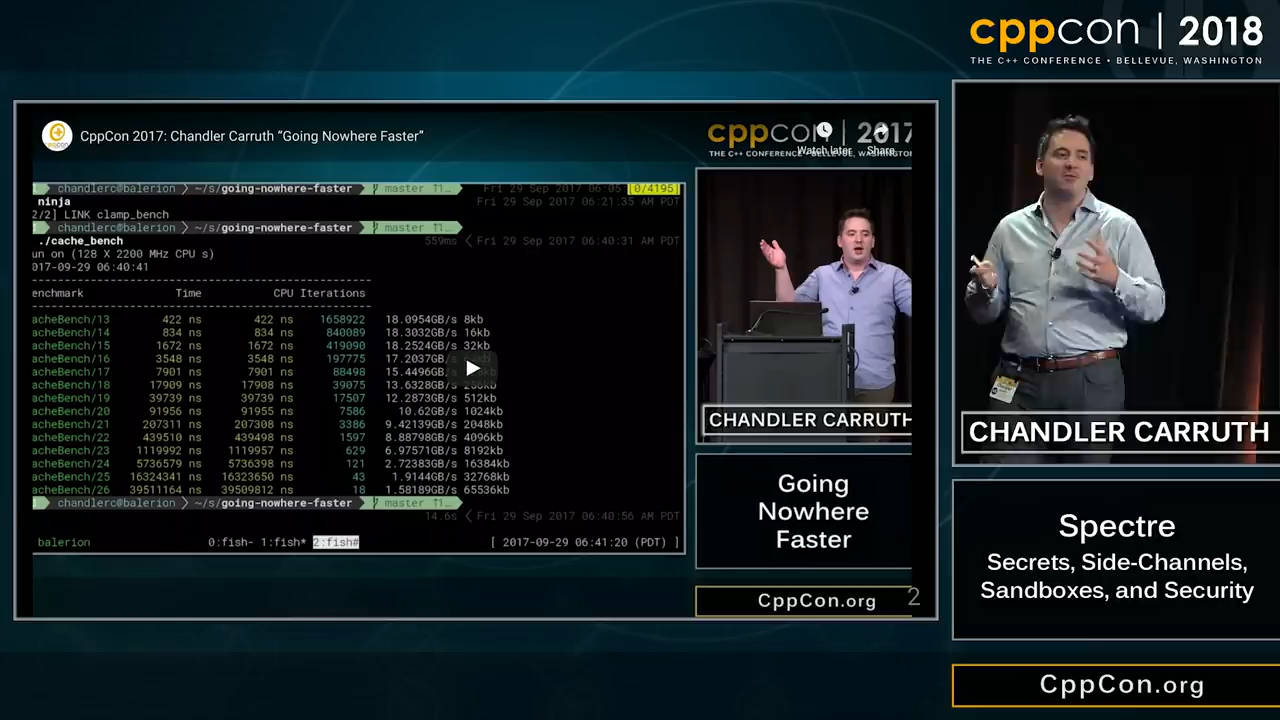 cppcon | 2018
THE C++ CONFERENCE • BELLEVUE, WASHINGTON
CppCon 2017: Chandler Carruth “Going Nowhere Faster”
cppcon | 2017
THE C++ CONFERENCE • BELLEVUE, WASHINGTON
Watch later
Share
chandlerc@balerion ~/s/going-nowhere-faster master ↑1… Fri 29 Sep 2017 06:05 [0/4195]
ninja Fri 29 Sep 2017 06:21:35 AM PDT
2/2] LINK clamp_bench
chandlerc@balerion ~/s/going-nowhere-faster master ↑1…
./cache_bench 559ms Fri 29 Sep 2017 06:40:31 AM PDT
un on (128 X 2200 MHz CPU s)
017-09-29 06:40:41
enchmark Time CPU Iterations
acheBench/13 422 ns 422 ns 1658922 18.0954GB/s 8kb
acheBench/14 834 ns 834 ns 840089 18.3032GB/s 16kb
acheBench/15 1672 ns 1672 ns 419090 18.2524GB/s 32kb
acheBench/16 3548 ns 3548 ns 197775 17.2037GB/s
acheBench/17 7901 ns 7901 ns 88498 15.4496GB/s
acheBench/18 17909 ns 17908 ns 39075 13.6328GB/s
acheBench/19 39739 ns 39739 ns 17507 12.2873GB/s 512kb
acheBench/20 91956 ns 91955 ns 7586 10.62GB/s 1024kb
acheBench/21 207311 ns 207308 ns 3386 9.42139GB/s 2048kb
acheBench/22 439510 ns 439498 ns 1597 8.88798GB/s 4096kb
acheBench/23 1119992 ns 1119957 ns 629 6.97571GB/s 8192kb
acheBench/24 5736579 ns 5736398 ns 121 2.72383GB/s 16384kb
acheBench/25 16324341 ns 16323650 ns 43 1.9144GB/s 32768kb
acheBench/26 39511164 ns 39509812 ns 18 1.58189GB/s 65536kb
chandlerc@balerion ~/s/going-nowhere-faster master ↑1…
14.6s Fri 29 Sep 2017 06:40:56 AM PDT
balerion 0:fish- 1:fish* 2:fish# [ 2017-09-29 06:41:20 (PDT) ]
CHANDLER CARRUTH
Going
Nowhere
Faster
CppCon.org
2
CHANDLER CARRUTH
Spectre
Secrets, Side-Channels,
Sandboxes, and Security
CppCon.org